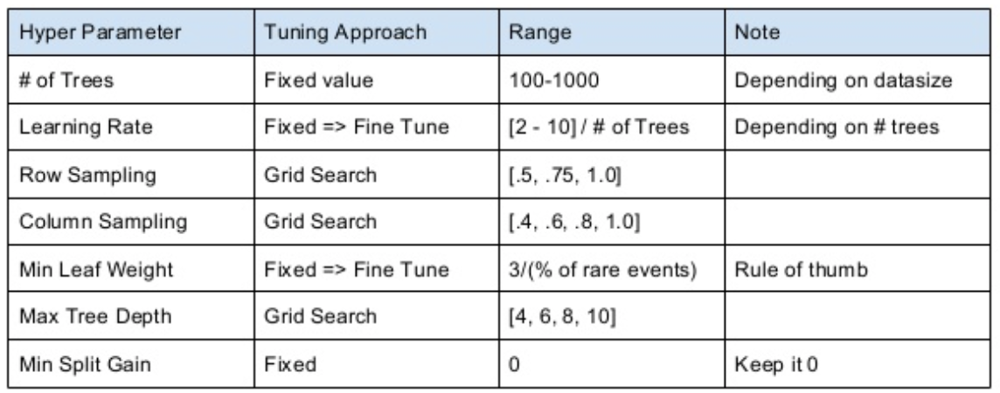 Hyper Parameter Tuning Approach Range Note
# of Trees Fixed value 100-1000 Depending on datasize
Learning Rate Fixed => Fine Tune [2 - 10] / # of Trees Depending on # trees
Row Sampling Grid Search [.5, .75, 1.0]
Column Sampling Grid Search [.4, .6, .8, 1.0]
Min Leaf Weight Fixed => Fine Tune 3/(% of rare events) Rule of thumb
Max Tree Depth Grid Search [4, 6, 8, 10]
Min Split Gain Fixed 0 Keep it 0